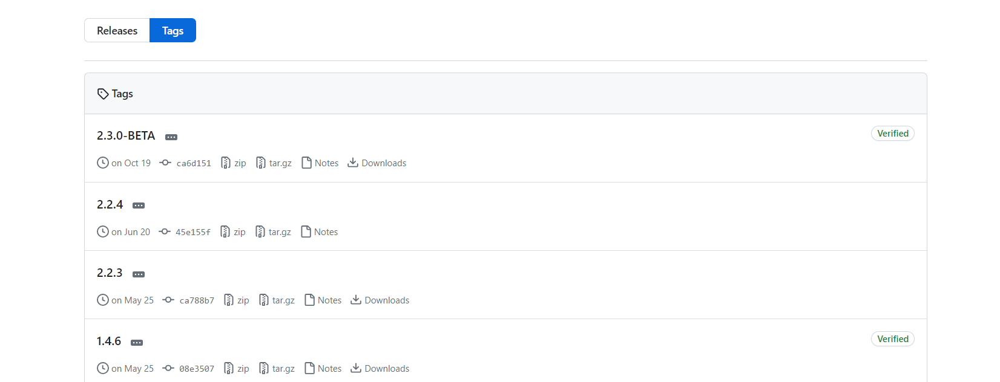 Releases Tags
Tags
2.3.0-BETA Verified
on Oct 19 ca6d151 zip tar.gz Notes Downloads
2.2.4
on Jun 20 45e155f zip tar.gz Notes
2.2.3
on May 25 ca788b7 zip tar.gz Notes Downloads
1.4.6 Verified
on May 25 08e3507 zip tar.gz Notes Downloads